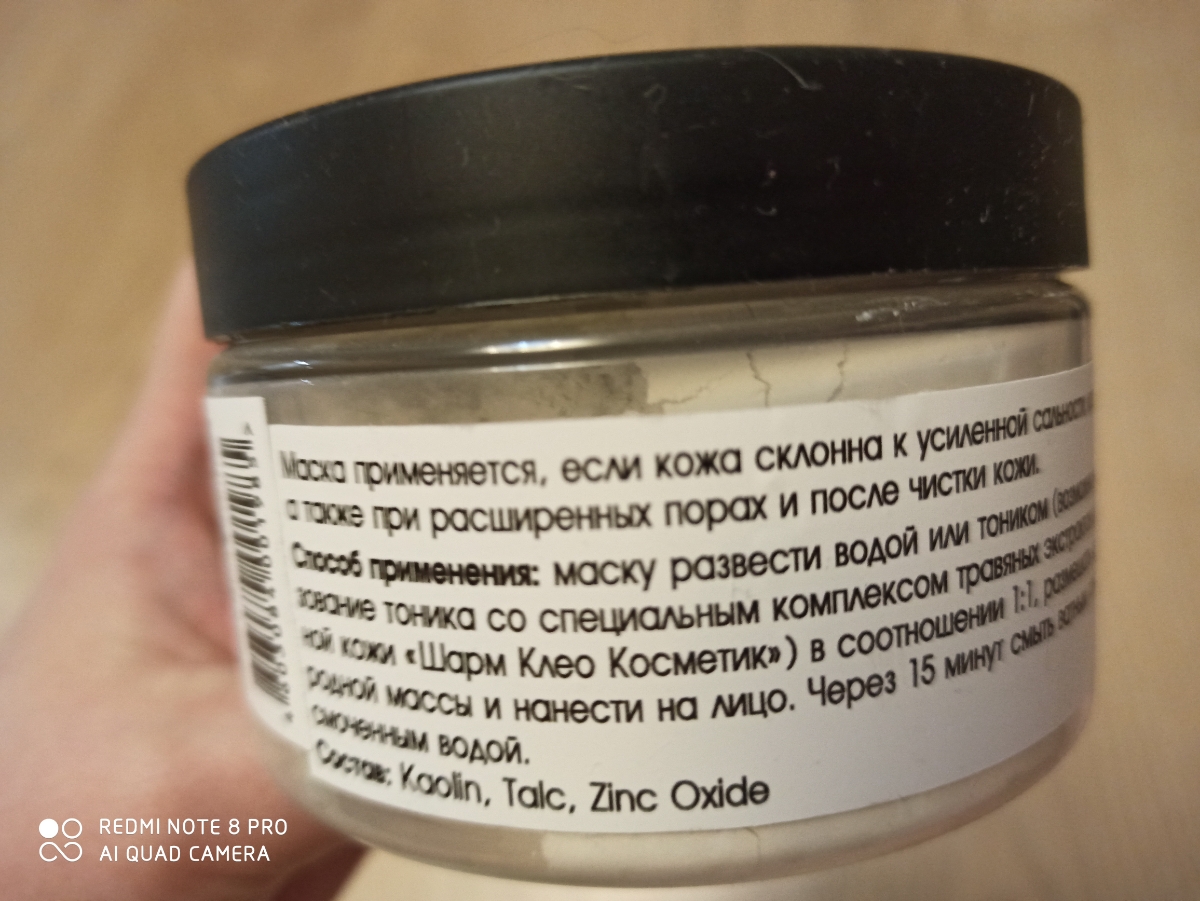 Маска применяется, если кожа склонна к усиленной сальности,
а также при расширенных порах и после чистки кожи.
Способ применения: маску развести водой или тоником
зование тоника со специальным комплексом травяных
ной кожи «Шарм Клео Косметик») в соотношении 1:1,
родной массы и нанести на лицо. Через 15 минут смыть
смоченным водой.
Состав: Kaolin, Talc, Zinc Oxide
REDMI NOTE 8 PRO
AI QUAD CAMERA